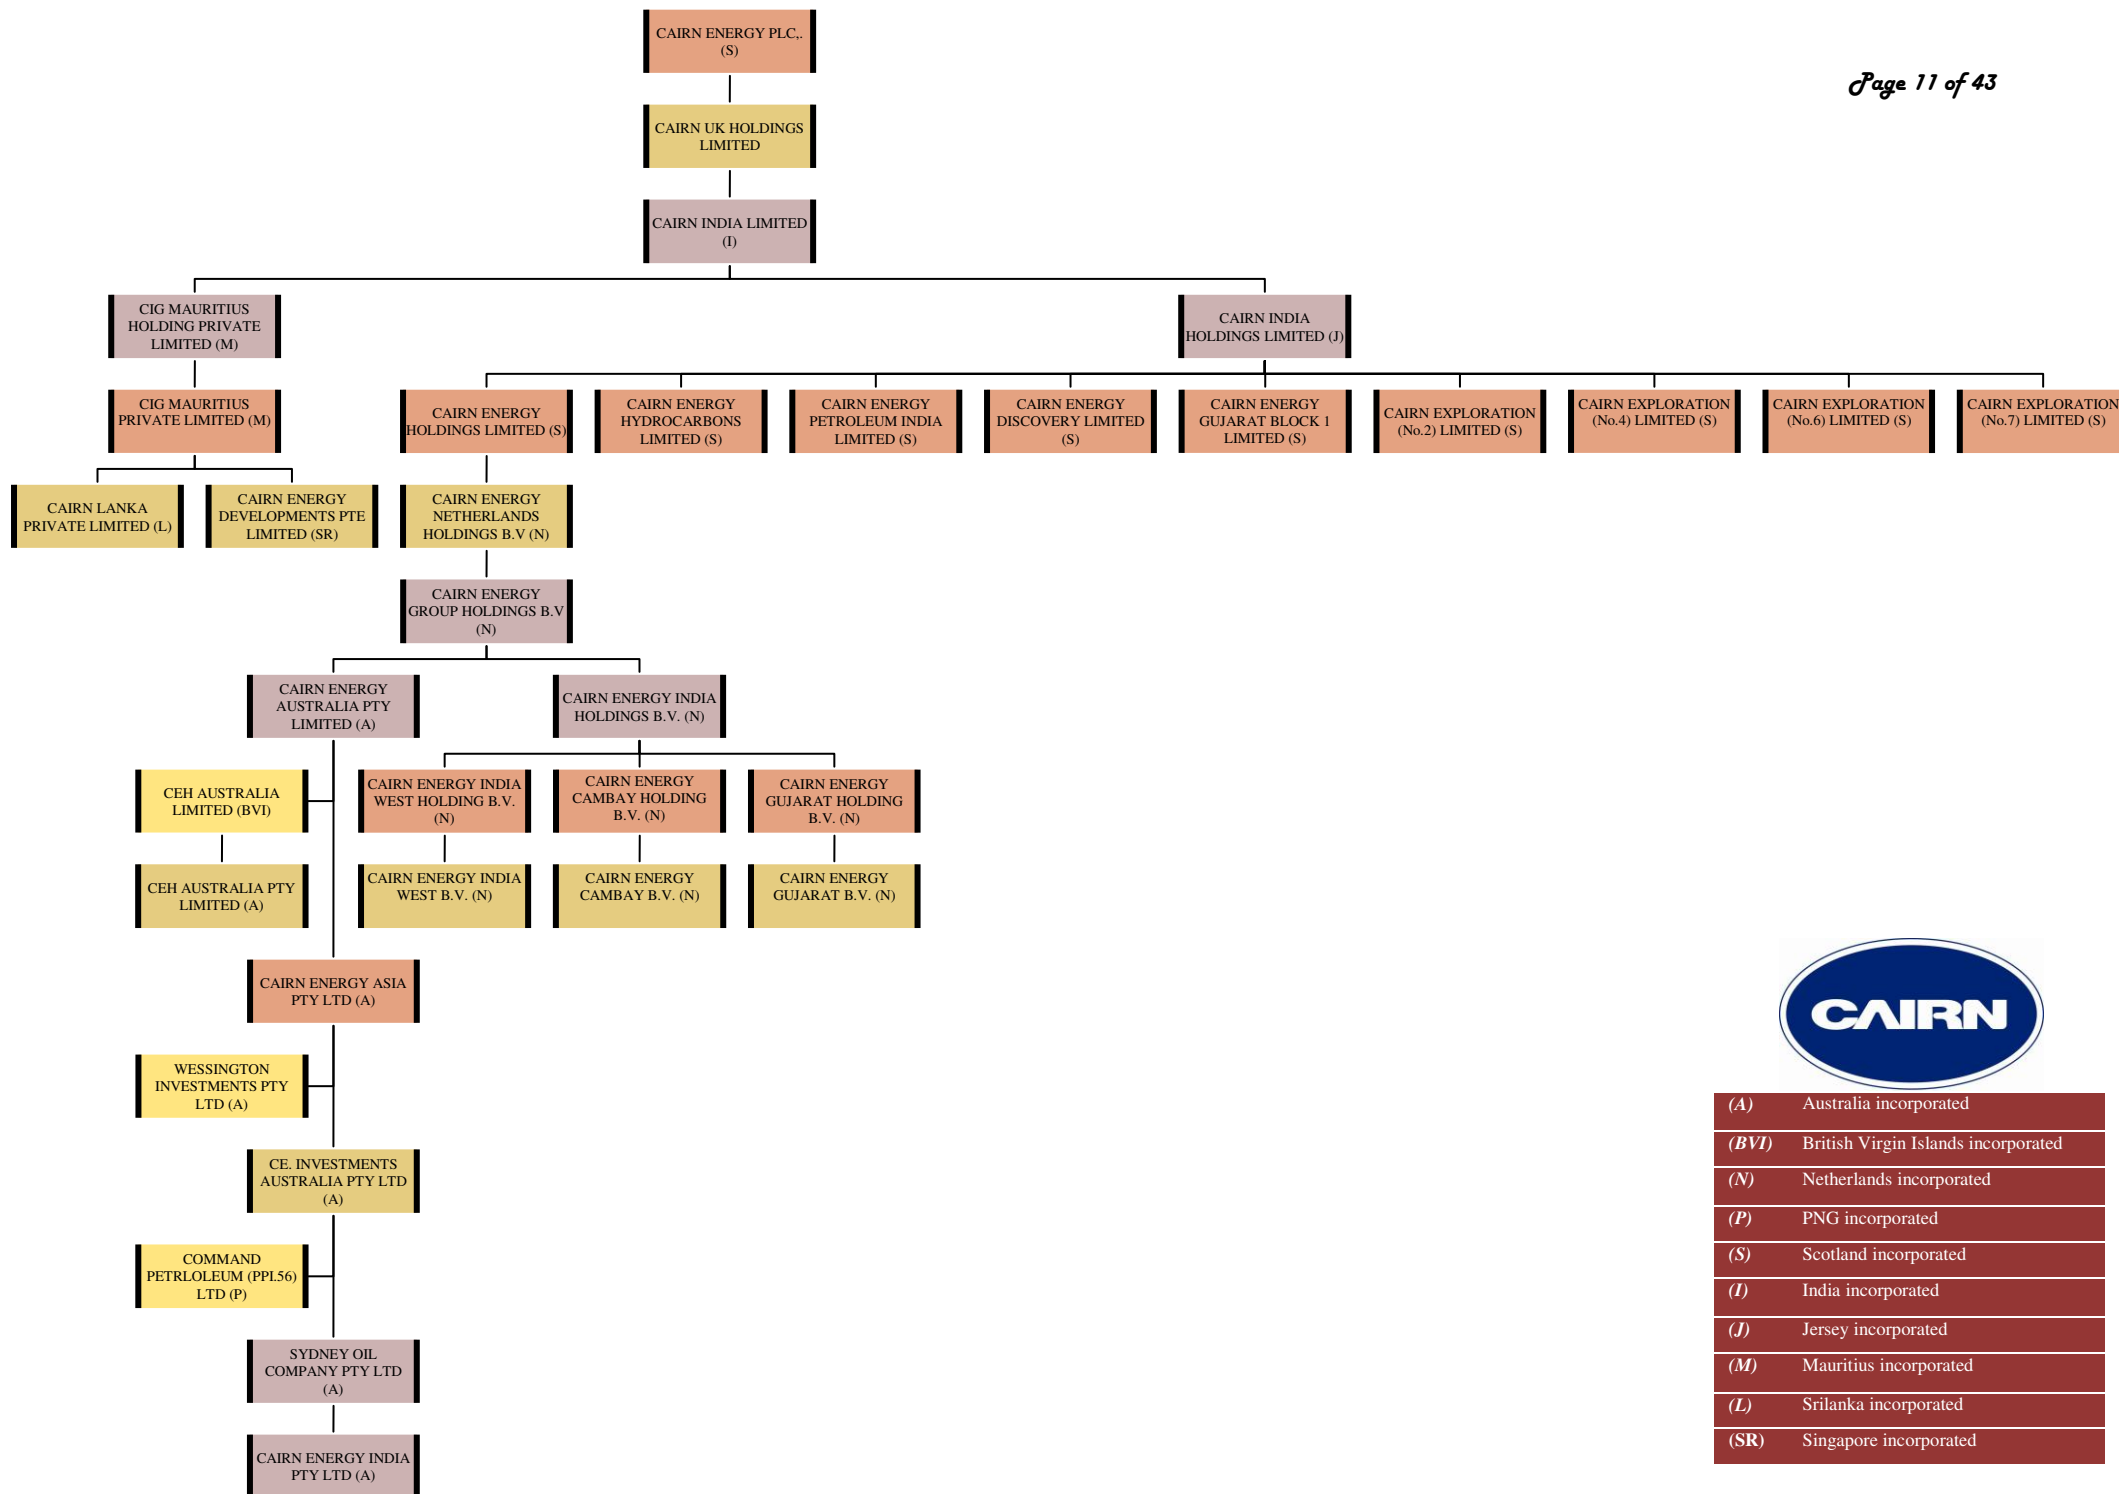 CAIRN ENERGY PLC,.
(S)
Page 11 of 43
CAIRN UK HOLDINGS
LIMITED
CAIRN INDIA LIMITED
(I)
CIG MAURITIUS
HOLDING PRIVATE
LIMITED (M)
CAIRN INDIA
HOLDINGS LIMITED (J)
CIG MAURITIUS
PRIVATE LIMITED (M)
CAIRN ENERGY
HOLDINGS LIMITED (S)
CAIRN ENERGY
HYDROCARBONS
LIMITED (S)
CAIRN ENERGY
PETROLEUM INDIA
LIMITED (S)
CAIRN ENERGY
DISCOVERY LIMITED
(S)
CAIRN ENERGY
GUJARAT BLOCK 1
LIMITED (S)
CAIRN EXPLORATION
(No.2) LIMITED (S)
CAIRN EXPLORATION
(No.4) LIMITED (S)
CAIRN EXPLORATION
(No.6) LIMITED (S)
CAIRN EXPLORATION
(No.7) LIMITED (S)
CAIRN LANKA
PRIVATE LIMITED (L)
CAIRN ENERGY
DEVELOPMENTS PTE
LIMITED (SR)
CAIRN ENERGY
NETHERLANDS
HOLDINGS B.V (N)
CAIRN ENERGY
GROUP HOLDINGS B.V
(N)
CAIRN ENERGY
AUSTRALIA PTY
LIMITED (A)
CAIRN ENERGY INDIA
HOLDINGS B.V. (N)
CEH AUSTRALIA
LIMITED (BVI)
CAIRN ENERGY INDIA
WEST HOLDING B.V.
(N)
CAIRN ENERGY
CAMBAY HOLDING
B.V. (N)
CAIRN ENERGY
GUJARAT HOLDING
B.V. (N)
CEH AUSTRALIA PTY
LIMITED (A)
CAIRN ENERGY INDIA
WEST B.V. (N)
CAIRN ENERGY
CAMBAY B.V. (N)
CAIRN ENERGY
GUJARAT B.V. (N)
CAIRN ENERGY ASIA
PTY LTD (A)
WESSINGTON
INVESTMENTS PTY
LTD (A)
CE. INVESTMENTS
AUSTRALIA PTY LTD
(A)
COMMAND
PETRLOLEUM (PPI.56)
LTD (P)
SYDNEY OIL
COMPANY PTY LTD
(A)
CAIRN ENERGY INDIA
PTY LTD (A)
CAIRN
(A) Australia incorporated
(BVI) British Virgin Islands incorporated
(N) Netherlands incorporated
(P) PNG incorporated
(S) Scotland incorporated
(I) India incorporated
(J) Jersey incorporated
(M) Mauritius incorporated
(L) Srilanka incorporated
(SR) Singapore incorporated